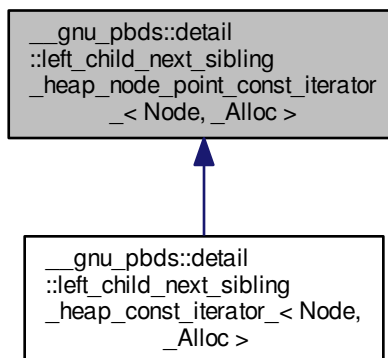 __gnu_pbds::detail
::left_child_next_sibling
_heap_node_point_const_iterator
_< Node, _Alloc >
__gnu_pbds::detail
::left_child_next_sibling
_heap_const_iterator_< Node,
_Alloc >